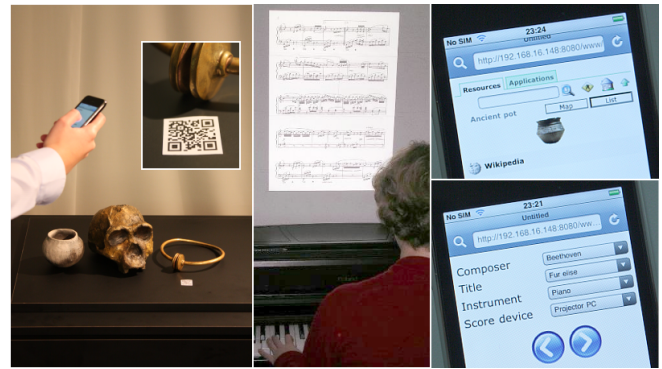 No SIM
23:24
Untitled
http://192.168.16.148:8080/www/
Resources
Applications
Map
List
Ancient pot
Wikipedia
No SIM
23:21
Untitled
http://192.168.16.148:8080/ww...
Composer
Beethoven
Title
Fur elise
Instrument
Piano
Score device
Projector PC